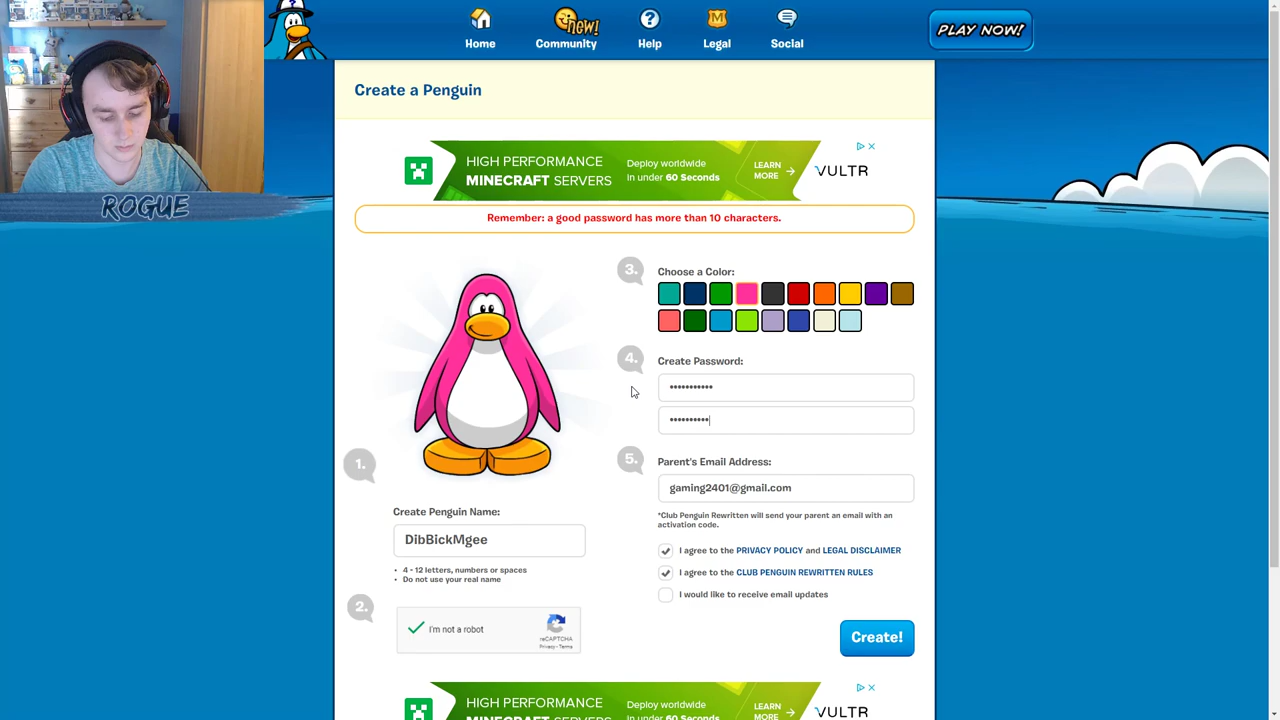 Home
Community
new!
Help
Legal
Social
PLAY NOW!
ROGUE
Create a Penguin
HIGH PERFORMANCE
MINECRAFT SERVERS
Deploy worldwide
in under 60 Seconds
LEARN
MORE
VULTR
Remember: a good password has more than 10 characters.
3.
Choose a Color:
4.
Create Password:
•••••••••••
••••••••••
5.
Parent's Email Address:
gaming2401@gmail.com
*Club Penguin Rewritten will send your parent an email with an
activation code.
I agree to the PRIVACY POLICY and LEGAL DISCLAIMER
I agree to the CLUB PENGUIN REWRITTEN RULES
I would like to receive email updates
Create!
1.
Create Penguin Name:
DibBickMgee
• 4 - 12 letters, numbers or spaces
• Do not use your real name
2.
I'm not a robot
reCAPTCHA
Privacy - Terms
HIGH PERFORMANCE
MINECRAFT SERVERS
Deploy worldwide
in under 60 Seconds
LEARN
MORE
VULTR